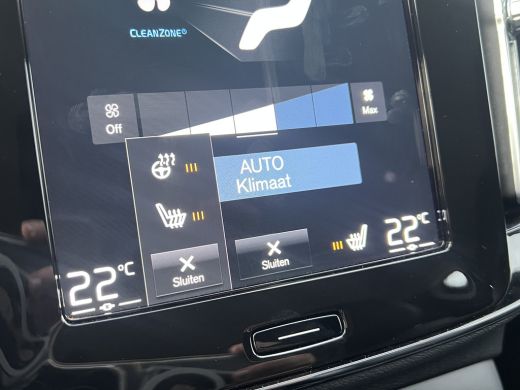 CLEANZONE
Off
Max
AUTO
Klimaat
Sluiten
Sluiten
22°C
22°C